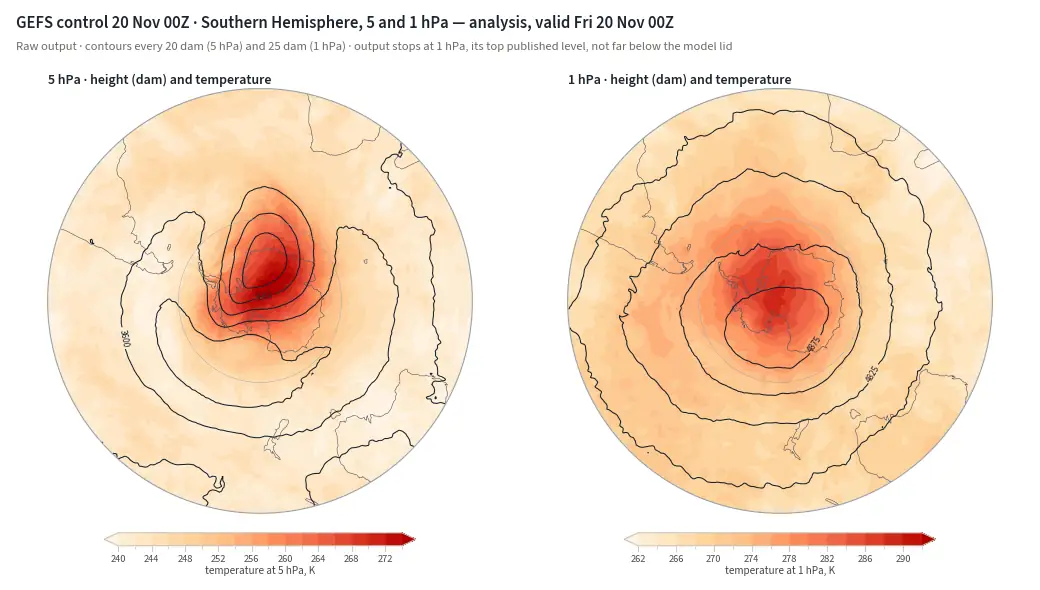 GEFS control 20 Nov 00Z · Southern Hemisphere, 5 and 1 hPa — analysis, valid Fri 20 Nov 00Z
Raw output · contours every 20 dam (5 hPa) and 25 dam (1 hPa) · output stops at 1 hPa, its top published level, not far below the model lid
5 hPa · height (dam) and temperature
1 hPa · height (dam) and temperature
3600
4875
4825
240 244 248 252 256 260 264 268 272
temperature at 5 hPa, K
262 266 270 274 278 282 286 290
temperature at 1 hPa, K